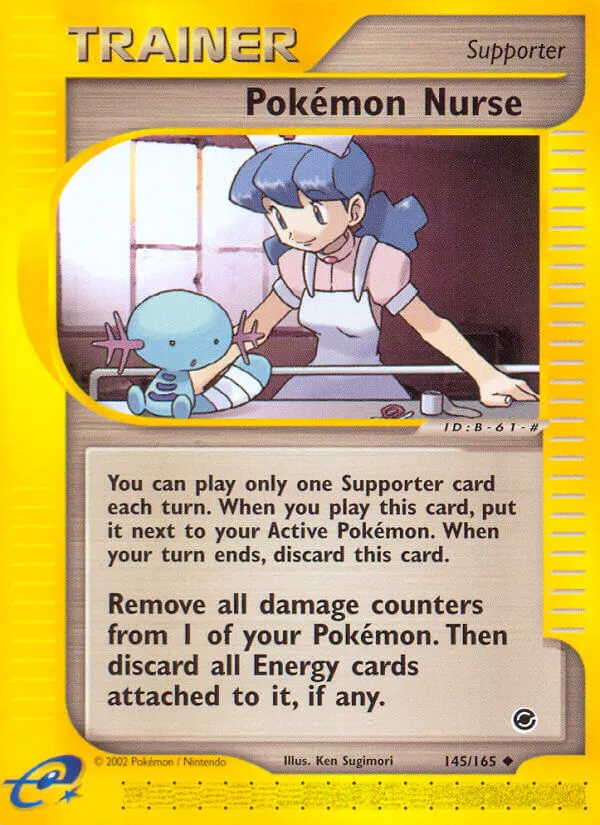 TRAINER
Supporter
Pokémon Nurse
ID:B-61-#
You can play only one Supporter card
each turn. When you play this card, put
it next to your Active Pokémon. When
your turn ends, discard this card.
Remove all damage counters
from 1 of your Pokémon. Then
discard all Energy cards
attached to it, if any.
© 2002 Pokémon / Nintendo
Illus. Ken Sugimori
145/165
e